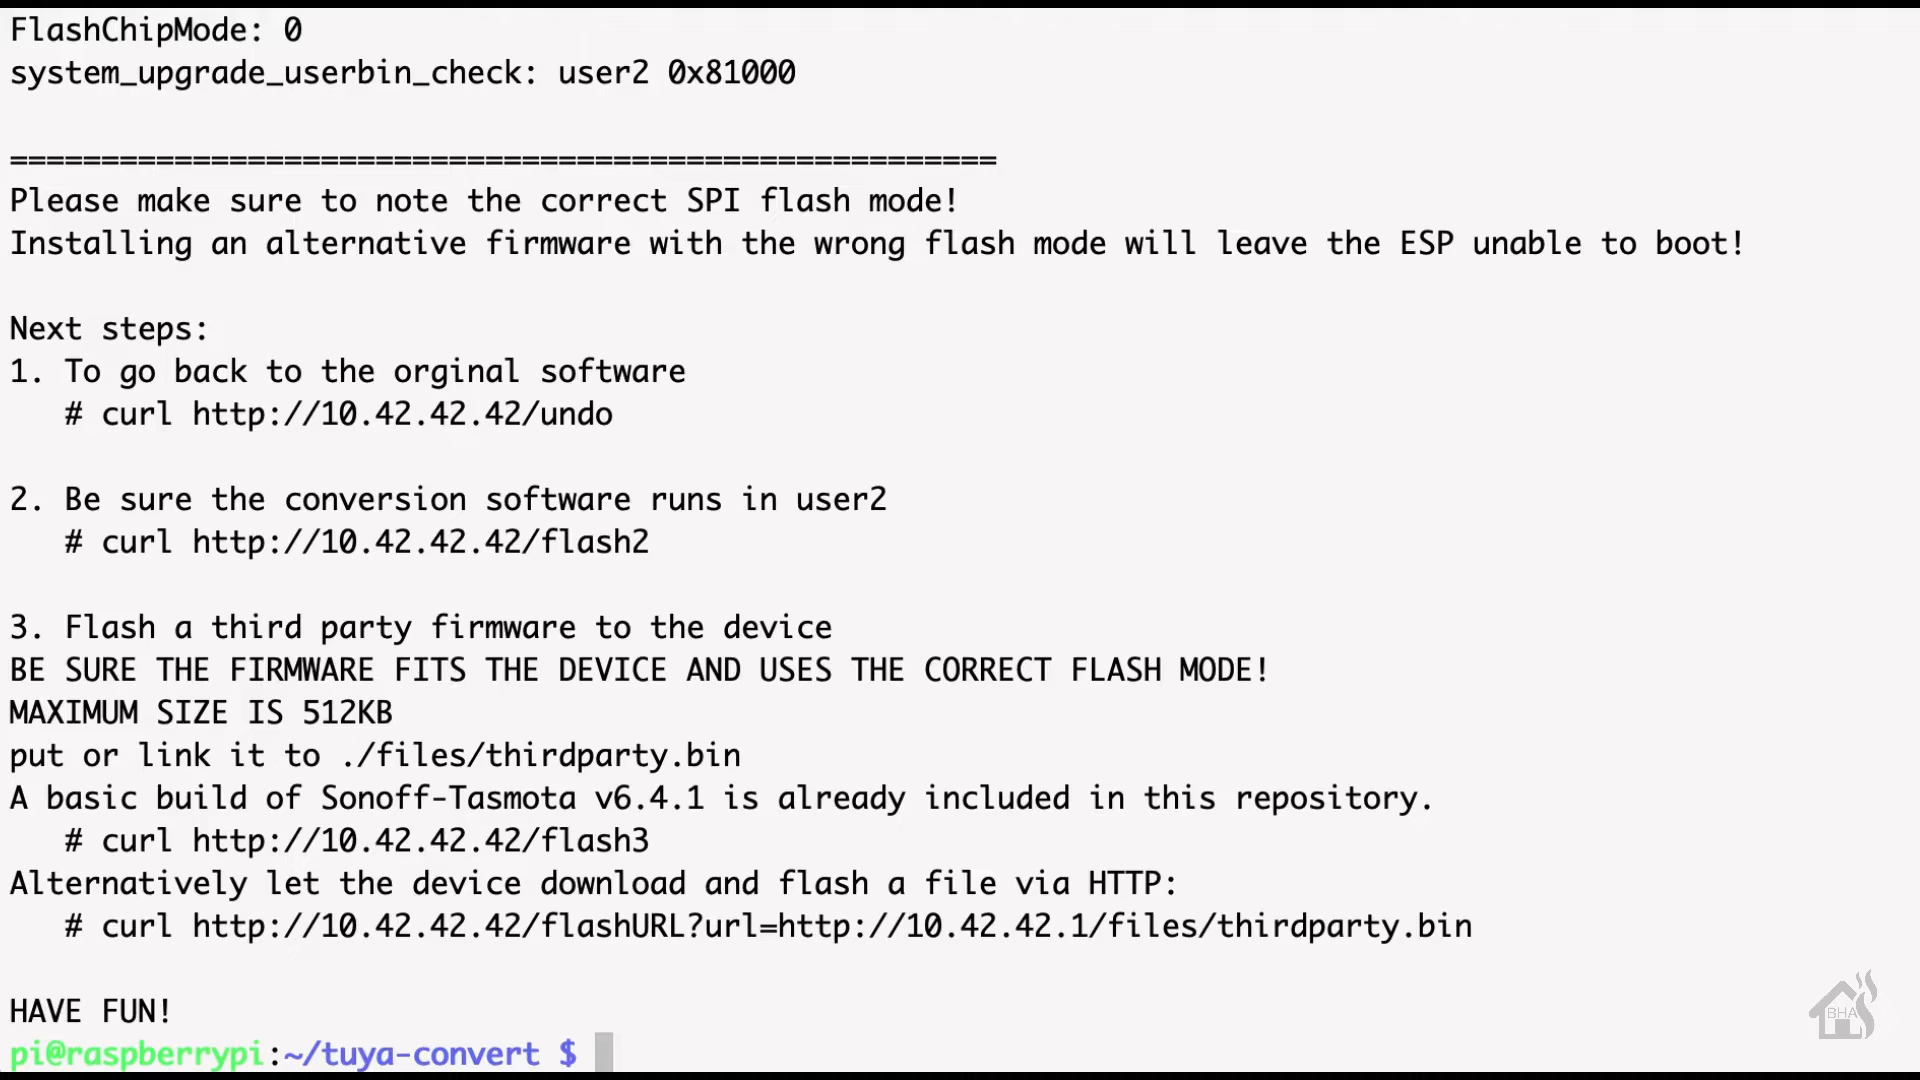 FlashChipMode: 0
system_upgrade_userbin_check: user2 0x81000
======================================================
Please make sure to note the correct SPI flash mode!
Installing an alternative firmware with the wrong flash mode will leave the ESP unable to boot!
Next steps:
1. To go back to the orginal software
# curl http://10.42.42.42/undo
2. Be sure the conversion software runs in user2
# curl http://10.42.42.42/flash2
3. Flash a third party firmware to the device
BE SURE THE FIRMWARE FITS THE DEVICE AND USES THE CORRECT FLASH MODE!
MAXIMUM SIZE IS 512KB
put or link it to ./files/thirdparty.bin
A basic build of Sonoff-Tasmota v6.4.1 is already included in this repository.
# curl http://10.42.42.42/flash3
Alternatively let the device download and flash a file via HTTP:
# curl http://10.42.42.42/flashURL?url=http://10.42.42.1/files/thirdparty.bin
HAVE FUN!
pi@raspberrypi:~/tuya-convert $
BHA